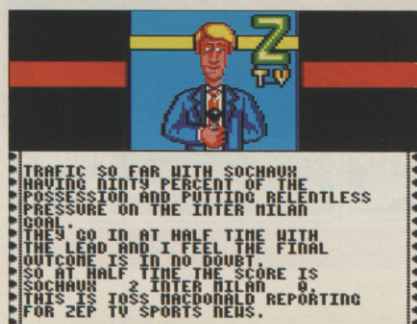 Z
TV
TRAFIC SO FAR WITH SOCHAUX
HAVING NINTY PERCENT OF THE
POSSESSION AND PUTTING RELENTLESS
PRESSURE ON THE INTER MILAN
GOAL.
THEY GO IN AT HALF TIME WITH
THE LEAD AND I FEEL THE FINAL
OUTCOME IS IN NO DOUBT.
SO AT HALF TIME THE SCORE IS
SOCHAUX 2 INTER MILAN 0.
THIS IS TOSS MACDONALD REPORTING
FOR ZEP TV SPORTS NEWS.